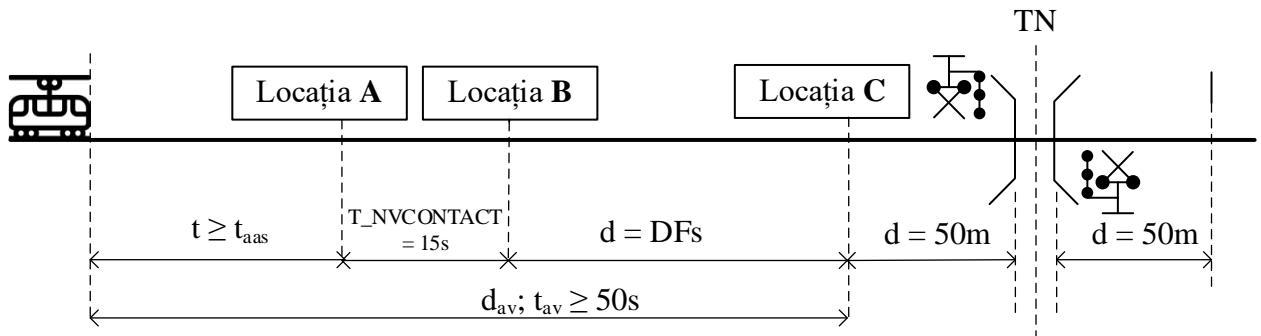 TN
Locația A
Locația B
Locația C
t ≥ taas
T_NVCONTACT
= 15s
d = DFs
d = 50m
d = 50m
dav; tav ≥ 50s